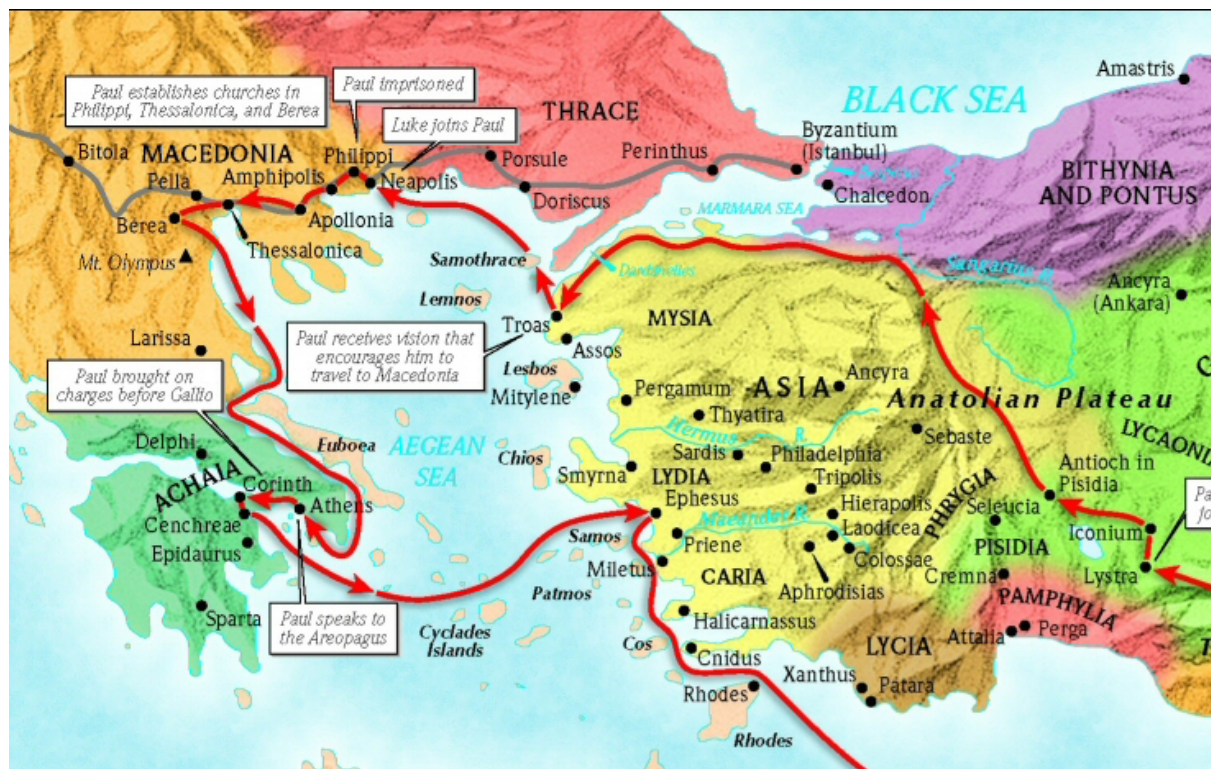 Paul imprisoned
Paul establishes churches in
Philippi, Thessalonica, and Berea
Luke joins Paul
THRACE
BLACK SEA
Amastris
Byzantium
(Istanbul)
Bosporus
Bitola
MACEDONIA
Philippi
Porsule
Perinthus
Chalcedon
BITHYNIA
AND PONTUS
Pella
Amphipolis
Neapolis
Doriscus
MARMARA SEA
Berea
Apollonia
Thessalonica
Mt. Olympus
Samothrace
Dardanelles
Sangarius R.
Ancyra
(Ankara)
Lemnos
Troas
MYSIA
Larissa
Paul receives vision that
encourages him to
travel to Macedonia
Assos
Paul brought on
charges before Gallio
Lesbos
Mitylene
Pergamum
ASIA
Ancyra
Anatolian Plateau
Thyatira
Delphi
Euboea
AEGEAN
SEA
Hermus R.
Sebaste
LYCAONI
Chios
Smyrna
Sardis
Philadelphia
LYDIA
Tripolis
Antioch in
Pisidia
ACHAIA
Corinth
Athens
Ephesus
Hierapolis
PHRYGIA
Seleucia
Pa
jo
Cenchreae
Maeander R.
Laodicea
Iconium
Epidaurus
Samos
Priene
Colossae
PISIDIA
Miletus
CARIA
Aphrodisias
Cremna
Lystra
Patmos
PAMPHYLIA
Sparta
Paul speaks to
the Areopagus
Cyclades
Islands
Halicarnassus
Attalia
Perga
Cos
Cnidus
LYCIA
Xanthus
Patara
Rhodes
Rhodes